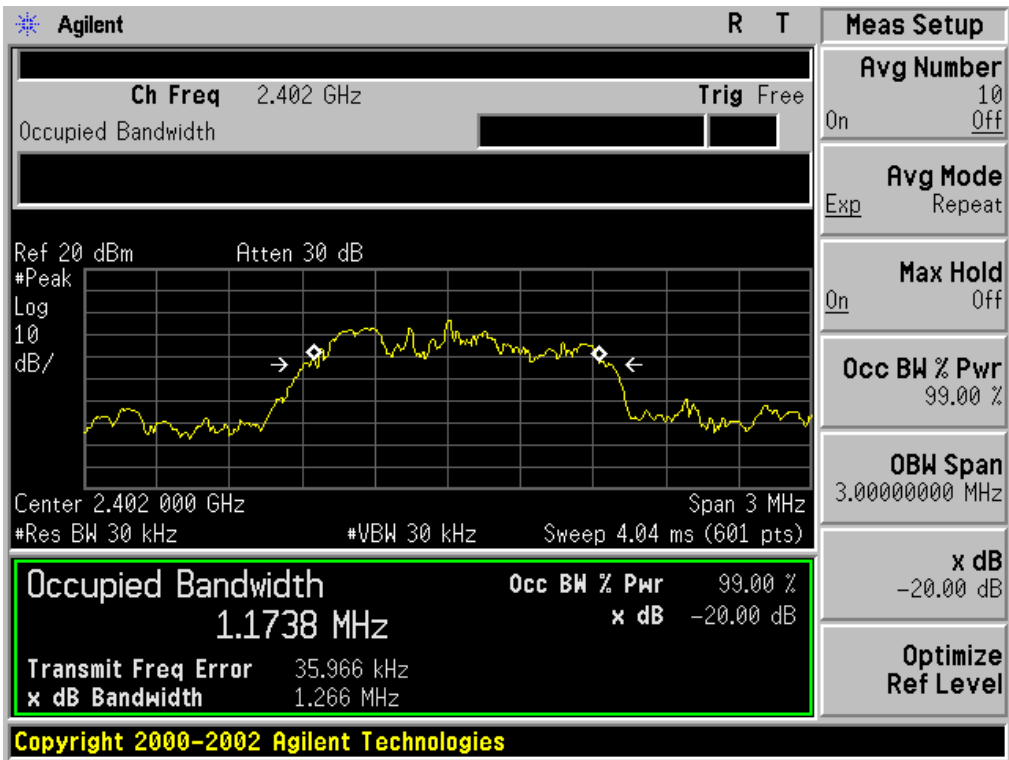 Agilent R T
Ch Freq 2.402 GHz Trig Free
Occupied Bandwidth
Ref 20 dBm Atten 30 dB
#Peak
Log
10
dB/
Center 2.402 000 GHz Span 3 MHz
#Res BW 30 kHz #VBW 30 kHz Sweep 4.04 ms (601 pts)
Occupied Bandwidth Occ BW % Pwr 99.00 %
1.1738 MHz x dB -20.00 dB
Transmit Freq Error 35.966 kHz
x dB Bandwidth 1.266 MHz
Copyright 2000-2002 Agilent Technologies
Meas Setup
Avg Number
10
On Off
Avg Mode
Exp Repeat
Max Hold
On Off
Occ BW % Pwr
99.00 %
OBW Span
3.00000000 MHz
x dB
-20.00 dB
Optimize
Ref Level